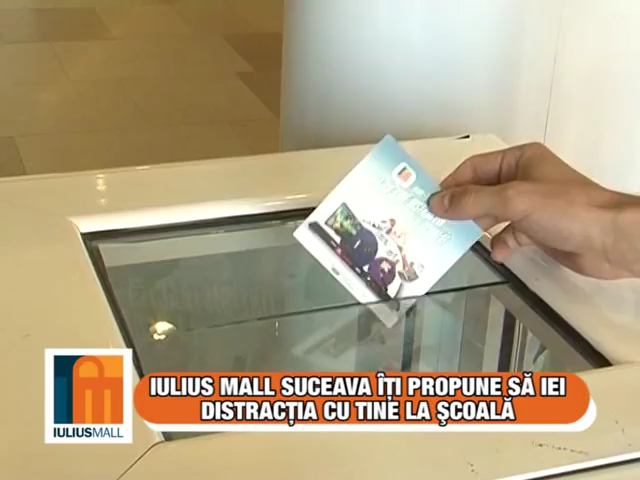 IULIUS MALL SUCEAVA ÎȚI PROPUNE SĂ IEI
DISTRACȚIA CU TINE LA ȘCOALĂ
IULIUSMALL